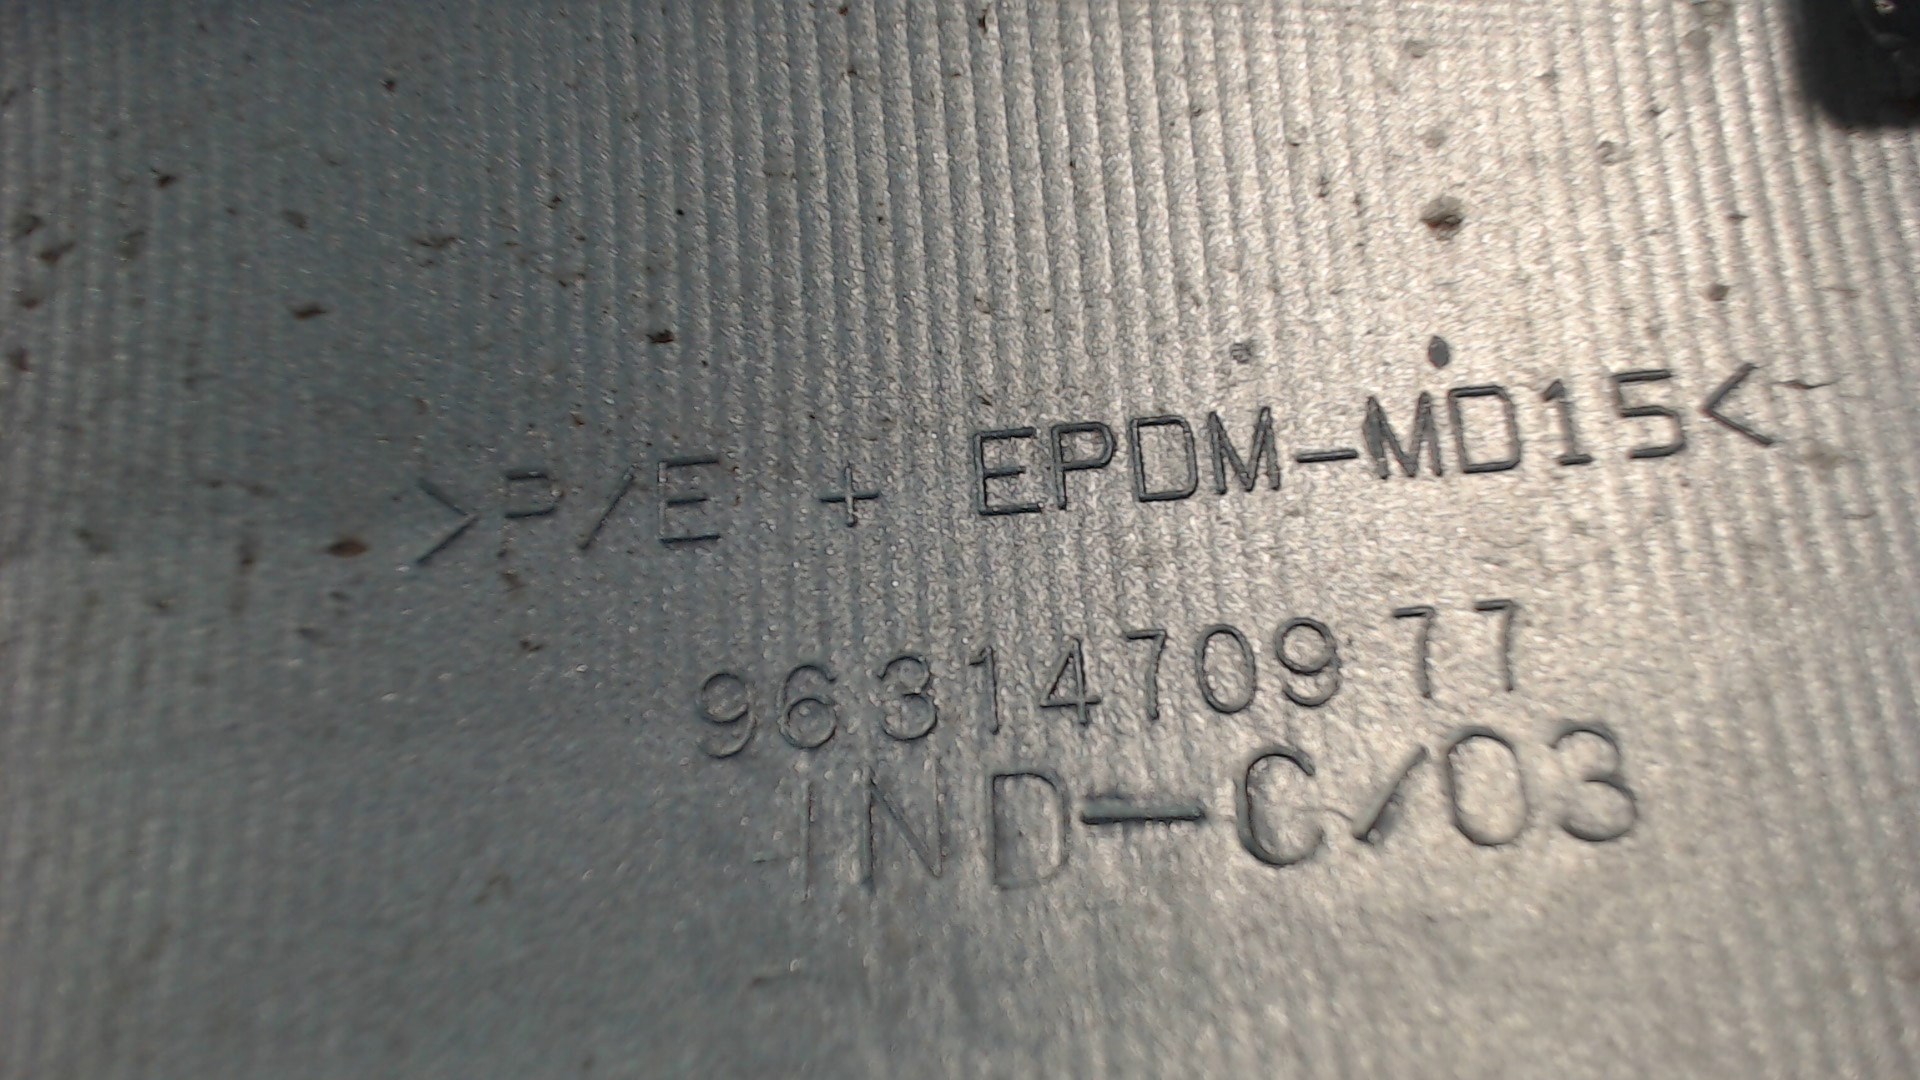 >P/E + EPDM-MD15<
9631470977
IND-C/03